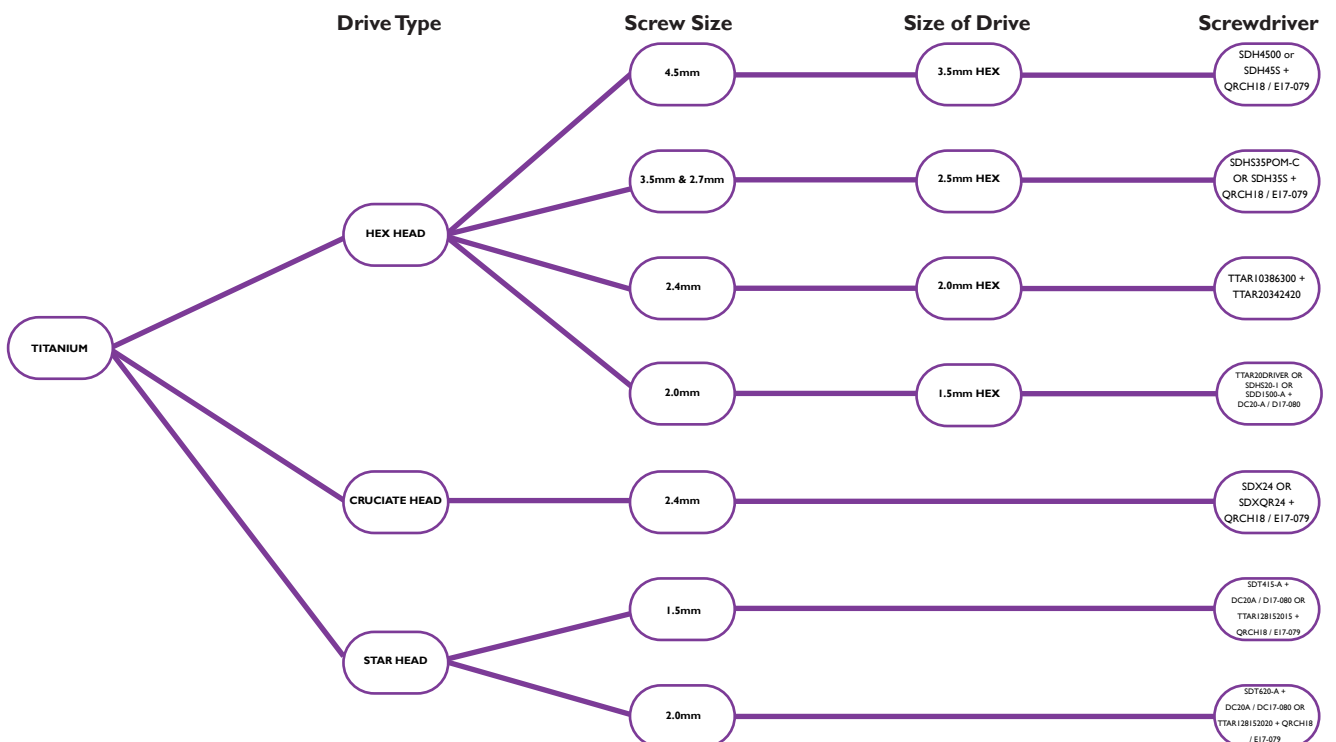 Drive Type
Screw Size
Size of Drive
Screwdriver
TITANIUM
HEX HEAD
4.5mm
3.5mm HEX
SDH4500 or
SDH45S +
QRCH18 / E17-079
3.5mm & 2.7mm
2.5mm HEX
SDHS35POM-C
OR SDH35S +
QRCH18 / E17-079
2.4mm
2.0mm HEX
TTAR10386300 +
TTAR20342420
2.0mm
1.5mm HEX
TTAR20DRIVER OR
SDHS20-1 OR
SDD1500-A +
DC20-A / D17-080
CRUCIATE HEAD
2.4mm
SDX24 OR
SDXQR24 +
QRCH18 / E17-079
STAR HEAD
1.5mm
SDT415-A +
DC20A / D17-080 OR
TTAR128152015 +
QRCH18 / E17-079
2.0mm
SDT620-A +
DC20A / DC17-080 OR
TTAR128152020 + QRCH18
/ E17-079